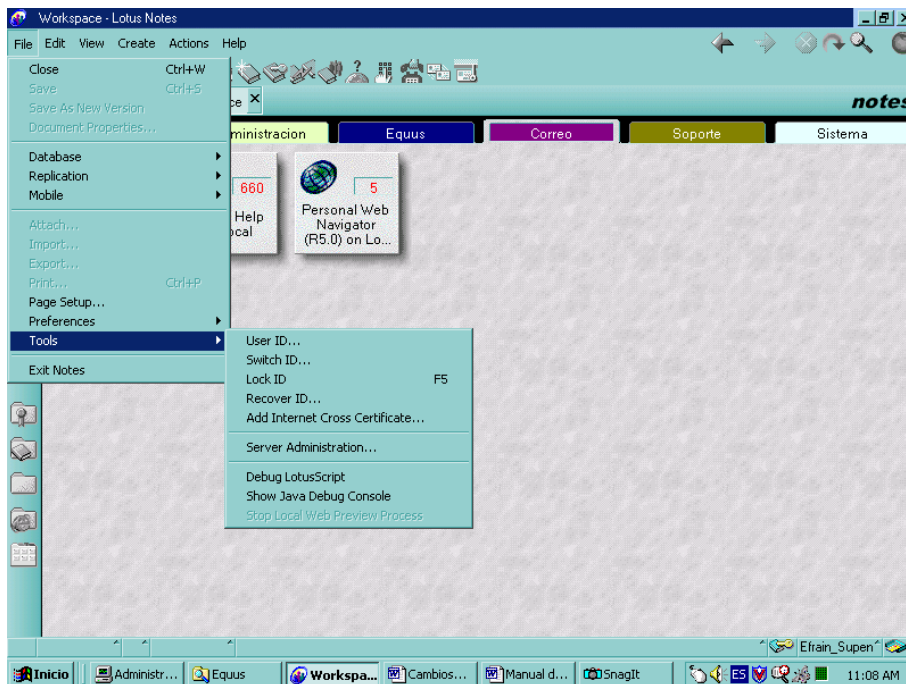 Workspace - Lotus Notes
File Edit View Create Actions Help
Close Ctrl+W
Save Ctrl+S
Save As New Version
Document Properties...
Database
Replication
Mobile
Attach...
Import...
Export...
Print... Ctrl+P
Page Setup...
Preferences
Tools
Exit Notes
notes
Equus
Correo
Soporte
Sistema
660
Help
5
Personal Web
Navigator
(R5.0) on Lo...
User ID...
Switch ID...
Lock ID F5
Recover ID...
Add Internet Cross Certificate...
Server Administration...
Debug LotusScript
Show Java Debug Console
Stop Local Web Preview Process
Efrain_Supen
Inicio Administr... Equus Workspa... Cambios... Manual d... SnagIt ES 11:08 AM